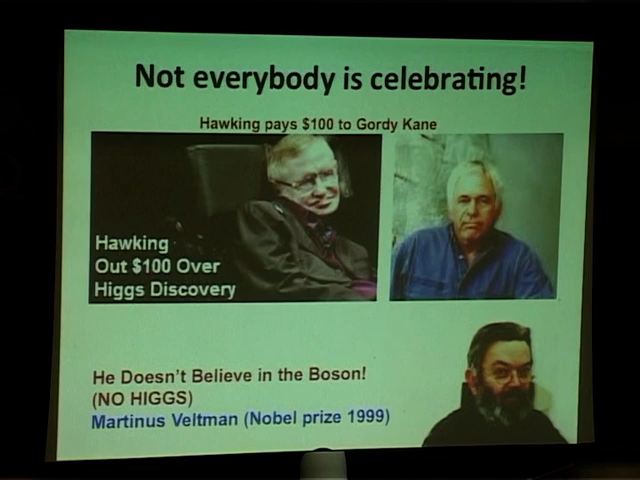 Not everybody is celebrating!
Hawking pays $100 to Gordy Kane
Hawking
Out $100 Over
Higgs Discovery
He Doesn't Believe in the Boson!
(NO HIGGS)
Martinus Veltman (Nobel prize 1999)